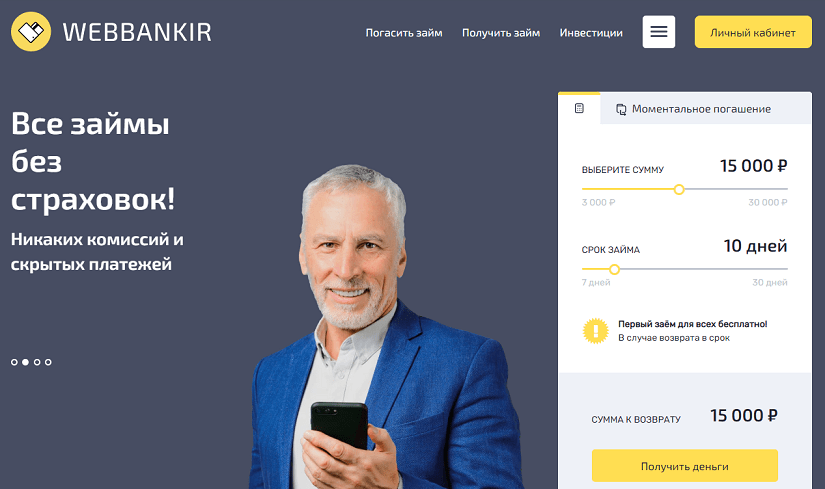 WEBBANKIR
Погасить займ
Получить займ
Инвестиции
Личный кабинет
Все займы
без
страховок!
Никаких комиссий и
скрытых платежей
Моментальное погашение
ВЫБЕРИТЕ СУММУ
15 000 ₽
3 000 ₽
30 000 ₽
СРОК ЗАЙМА
10 дней
7 дней
30 дней
Первый заём для всех бесплатно!
В случае возврата в срок
СУММА К ВОЗВРАТУ
15 000 ₽
Получить деньги